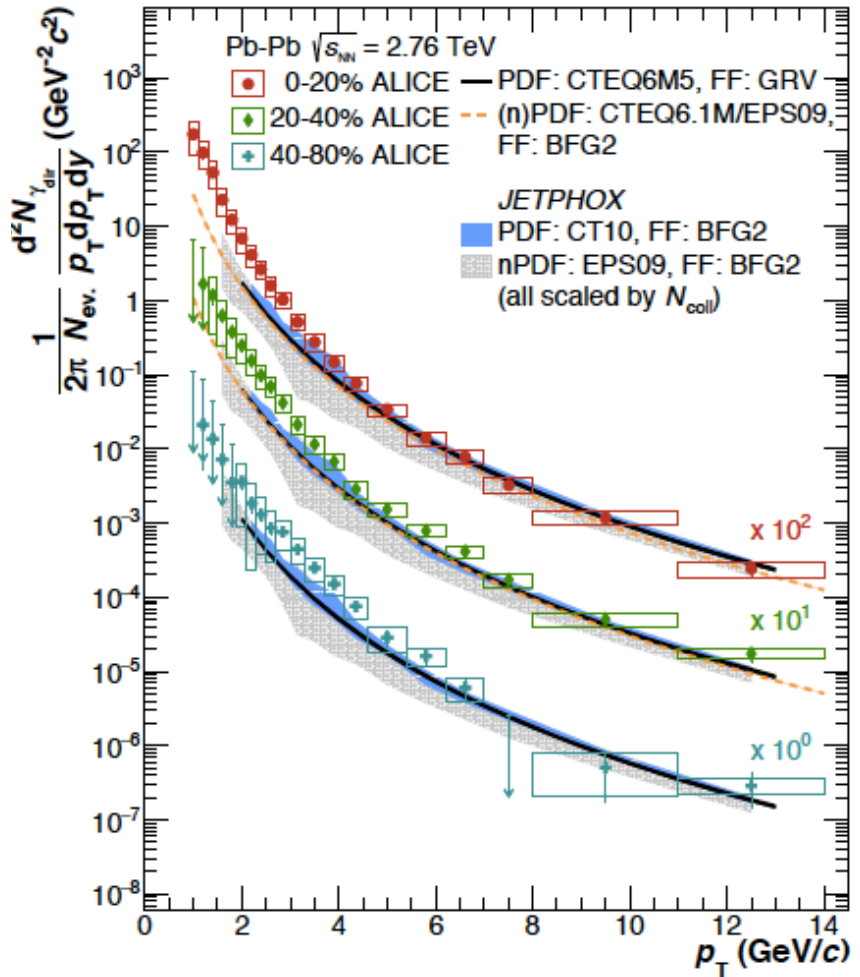 Pb-Pb √s_NN = 2.76 TeV
0-20% ALICE
20-40% ALICE
40-80% ALICE
PDF: CTEQ6M5, FF: GRV
(n)PDF: CTEQ6.1M/EPS09,
FF: BFG2
JETPHOX
PDF: CT10, FF: BFG2
nPDF: EPS09, FF: BFG2
(all scaled by N_coll)
1/(2π N_ev.) d²N_γdir/(p_T dp_T dy) (GeV⁻²c²)
10³
10²
10
1
10⁻¹
10⁻²
10⁻³
10⁻⁴
10⁻⁵
10⁻⁶
10⁻⁷
10⁻⁸
x 10²
x 10¹
x 10⁰
0 2 4 6 8 10 12 14
p_T (GeV/c)